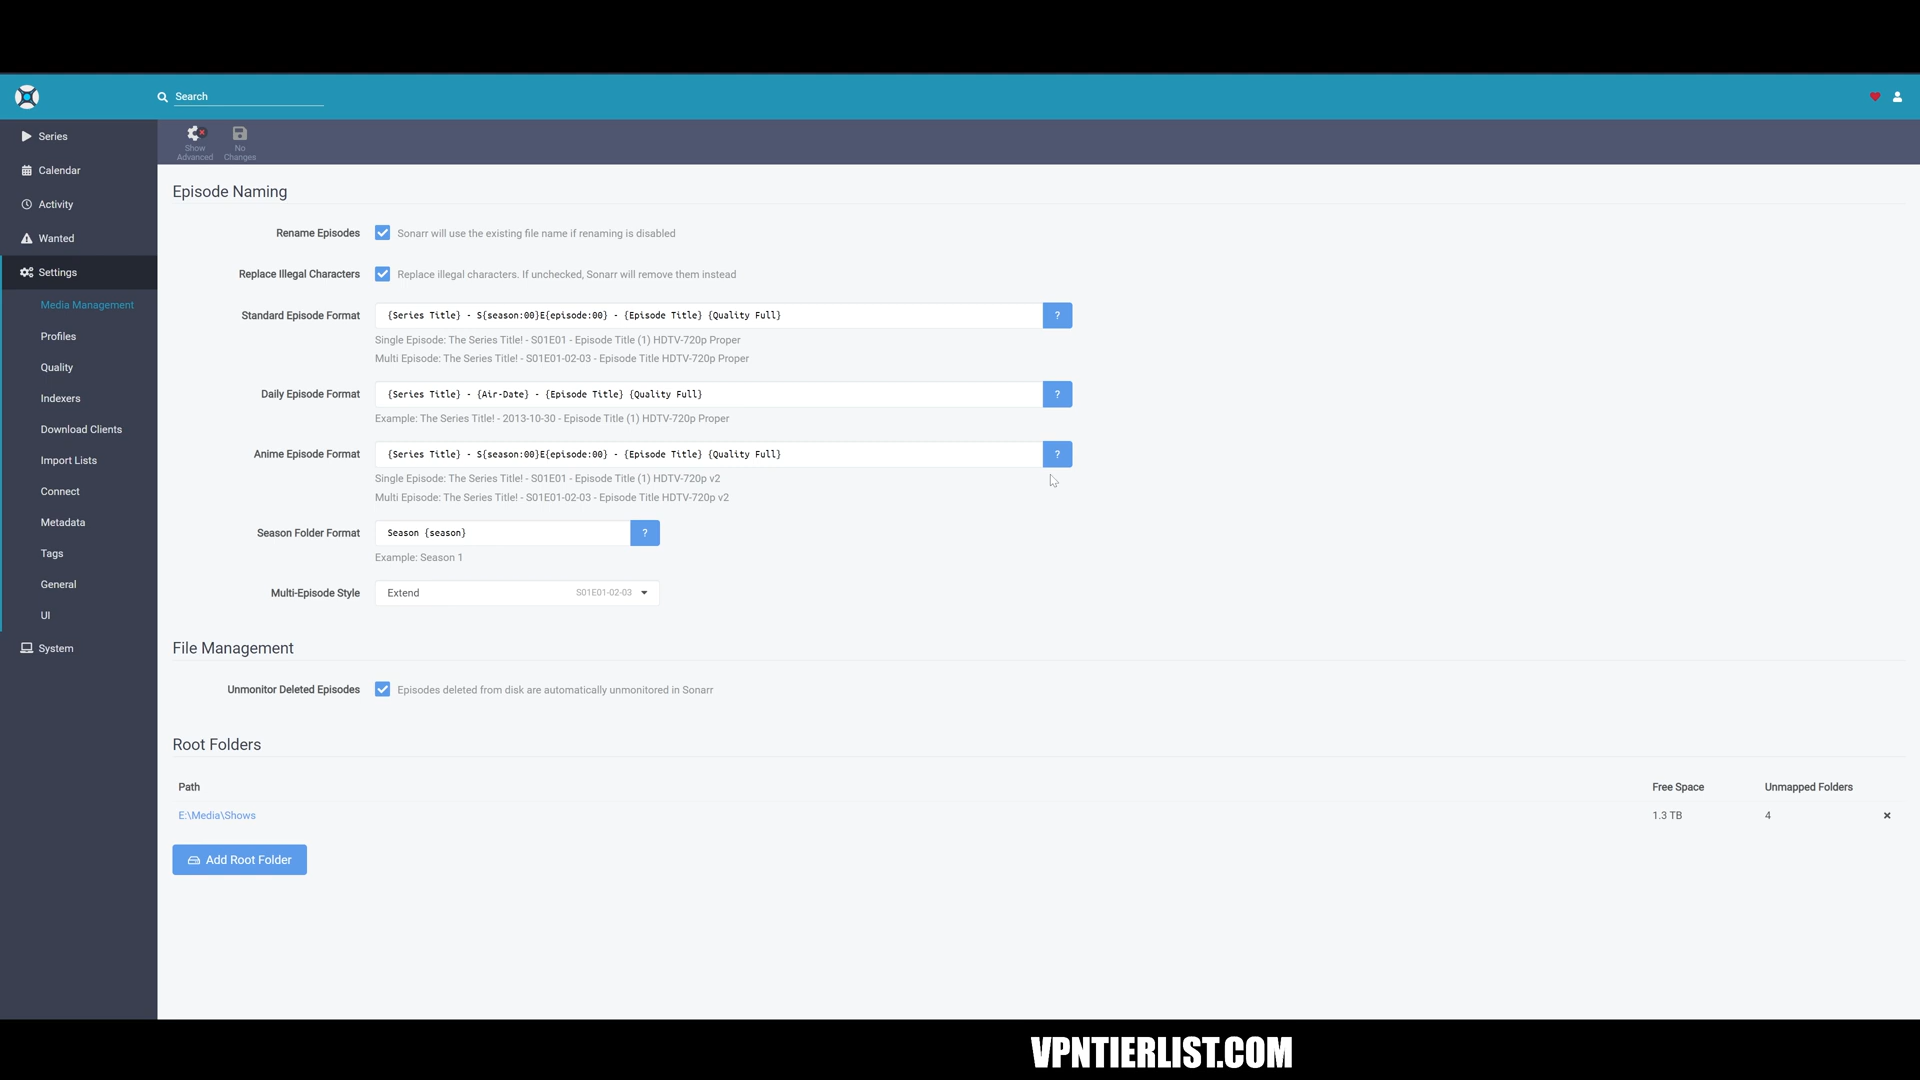 Search
Series
Calendar
Activity
Wanted
Settings
Media Management
Profiles
Quality
Indexers
Download Clients
Import Lists
Connect
Metadata
Tags
General
UI
System
Show
Advanced
No
Changes
Episode Naming
Rename Episodes Sonarr will use the existing file name if renaming is disabled
Replace Illegal Characters Replace illegal characters. If unchecked, Sonarr will remove them instead
Standard Episode Format {Series Title} - S{season:00}E{episode:00} - {Episode Title} {Quality Full} ?
Single Episode: The Series Title! - S01E01 - Episode Title (1) HDTV-720p Proper
Multi Episode: The Series Title! - S01E01-02-03 - Episode Title HDTV-720p Proper
Daily Episode Format {Series Title} - {Air-Date} - {Episode Title} {Quality Full} ?
Example: The Series Title! - 2013-10-30 - Episode Title (1) HDTV-720p Proper
Anime Episode Format {Series Title} - S{season:00}E{episode:00} - {Episode Title} {Quality Full} ?
Single Episode: The Series Title! - S01E01 - Episode Title (1) HDTV-720p v2
Multi Episode: The Series Title! - S01E01-02-03 - Episode Title HDTV-720p v2
Season Folder Format Season {season} ?
Example: Season 1
Multi-Episode Style Extend S01E01-02-03
File Management
Unmonitor Deleted Episodes Episodes deleted from disk are automatically unmonitored in Sonarr
Root Folders
Path Free Space Unmapped Folders
E:\Media\Shows 1.3 TB 4
Add Root Folder
VPNTIERLIST.COM